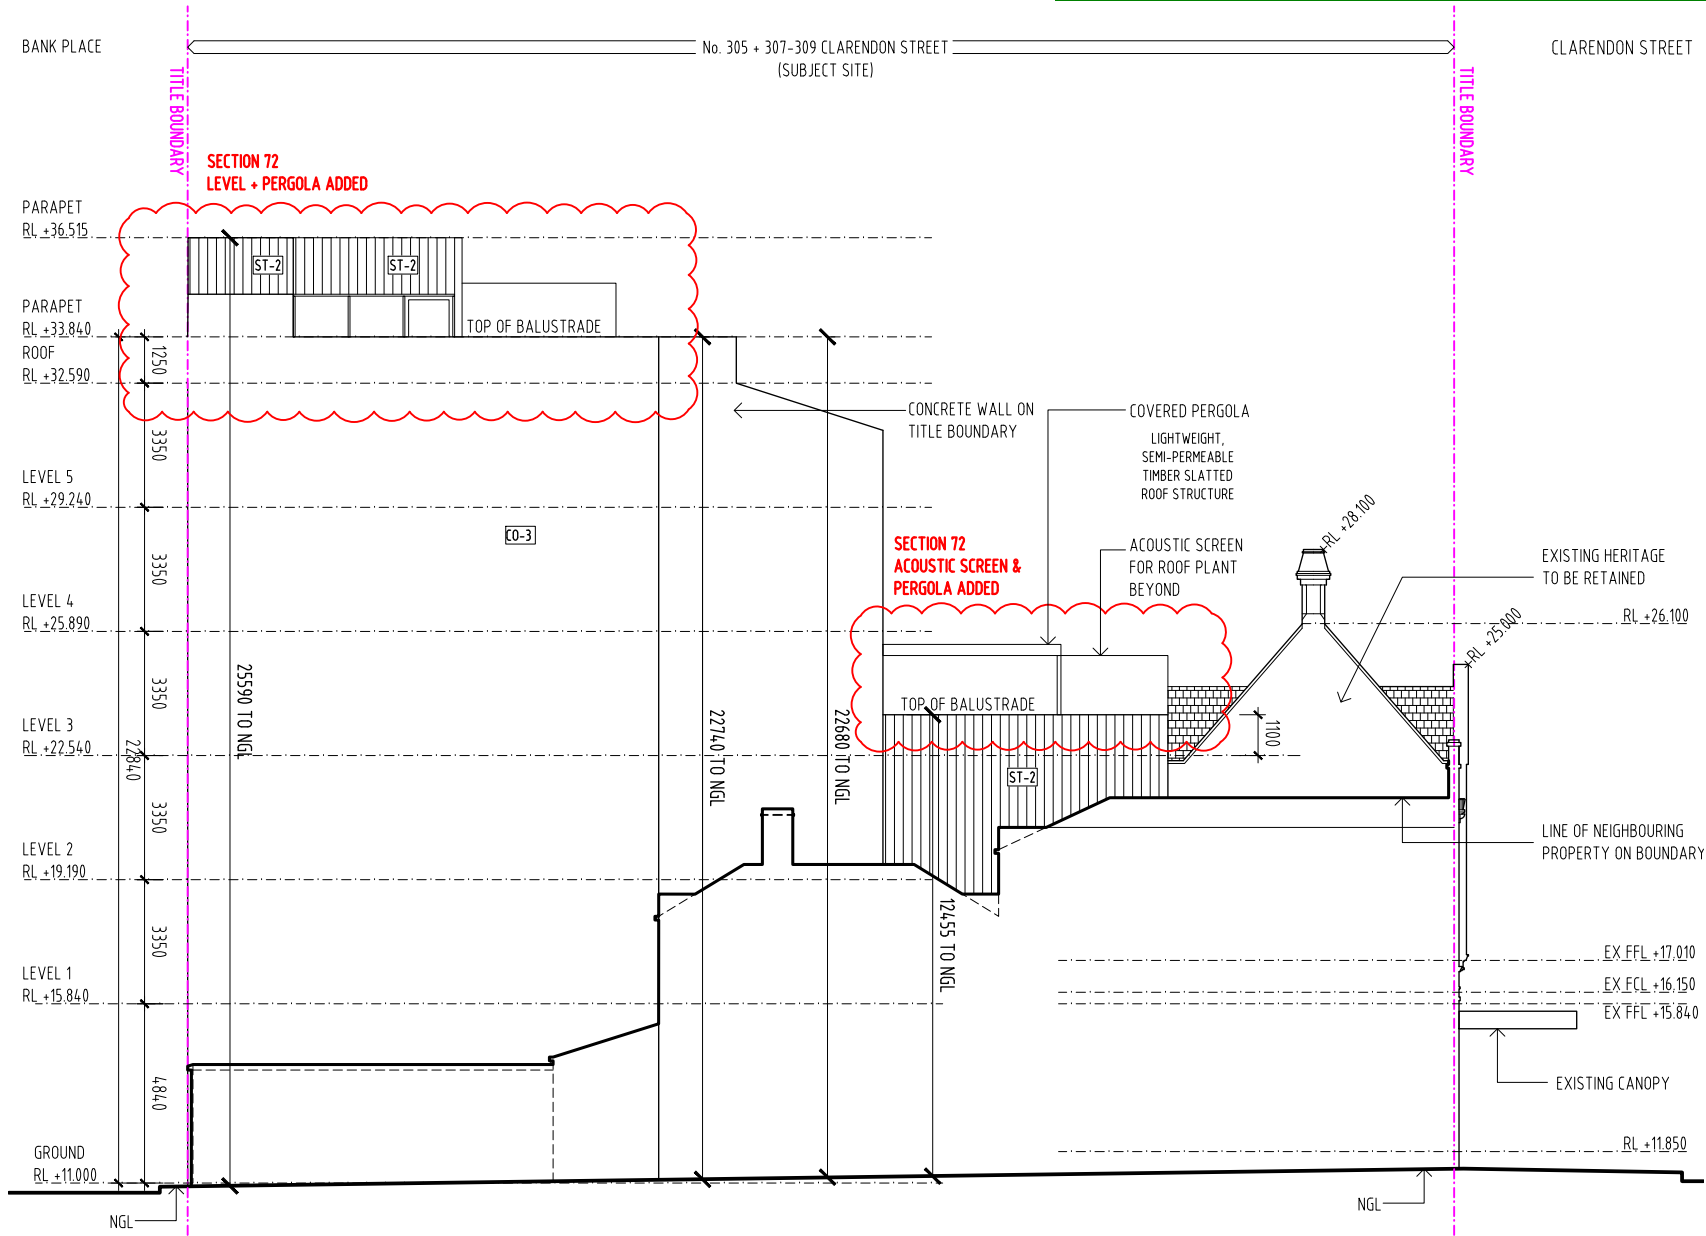 BANK PLACE
No. 305 + 307-309 CLARENDON STREET
(SUBJECT SITE)
CLARENDON STREET
TITLE BOUNDARY
TITLE BOUNDARY
SECTION 72
LEVEL + PERGOLA ADDED
PARAPET
RL +36.515
ST-2
ST-2
PARAPET
RL +33.840
TOP OF BALUSTRADE
ROOF
RL +32.590
1250
CONCRETE WALL ON
TITLE BOUNDARY
COVERED PERGOLA
LIGHTWEIGHT,
SEMI-PERMEABLE
TIMBER SLATTED
ROOF STRUCTURE
3350
LEVEL 5
RL +29.240
CO-3
RL +28.100
SECTION 72
ACOUSTIC SCREEN &
PERGOLA ADDED
ACOUSTIC SCREEN
FOR ROOF PLANT
BEYOND
EXISTING HERITAGE
TO BE RETAINED
3350
LEVEL 4
RL +25.890
RL +26.100
RL +25.000
3350
25590 TO NGL
TOP OF BALUSTRADE
LEVEL 3
RL +22.540
22840
22740 TO NGL
22680 TO NGL
1100
ST-2
3350
LINE OF NEIGHBOURING
PROPERTY ON BOUNDARY
LEVEL 2
RL +19.190
12455 TO NGL
3350
EX FFL +17.010
LEVEL 1
RL +15.840
EX FCL +16.150
EX FFL +15.840
4840
EXISTING CANOPY
GROUND
RL +11.000
RL +11.850
NGL
NGL